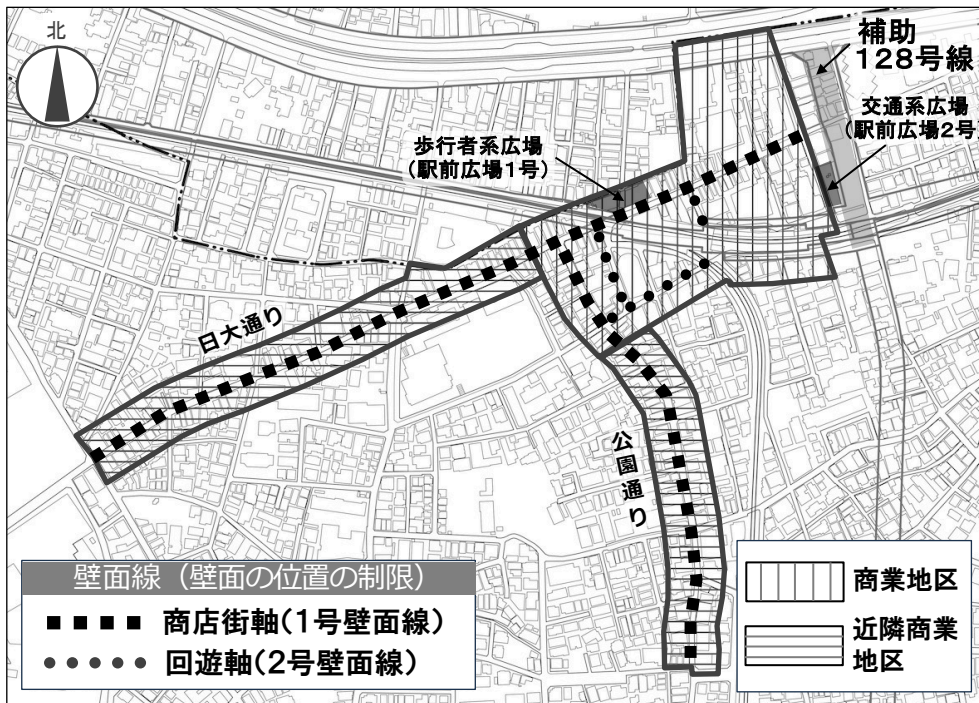 北
補助
128号線
交通系広場
(駅前広場2号)
歩行者系広場
(駅前広場1号)
日大通り
公園通り
壁面線（壁面の位置の制限）
商店街軸(1号壁面線)
回遊軸(2号壁面線)
商業地区
近隣商業
地区